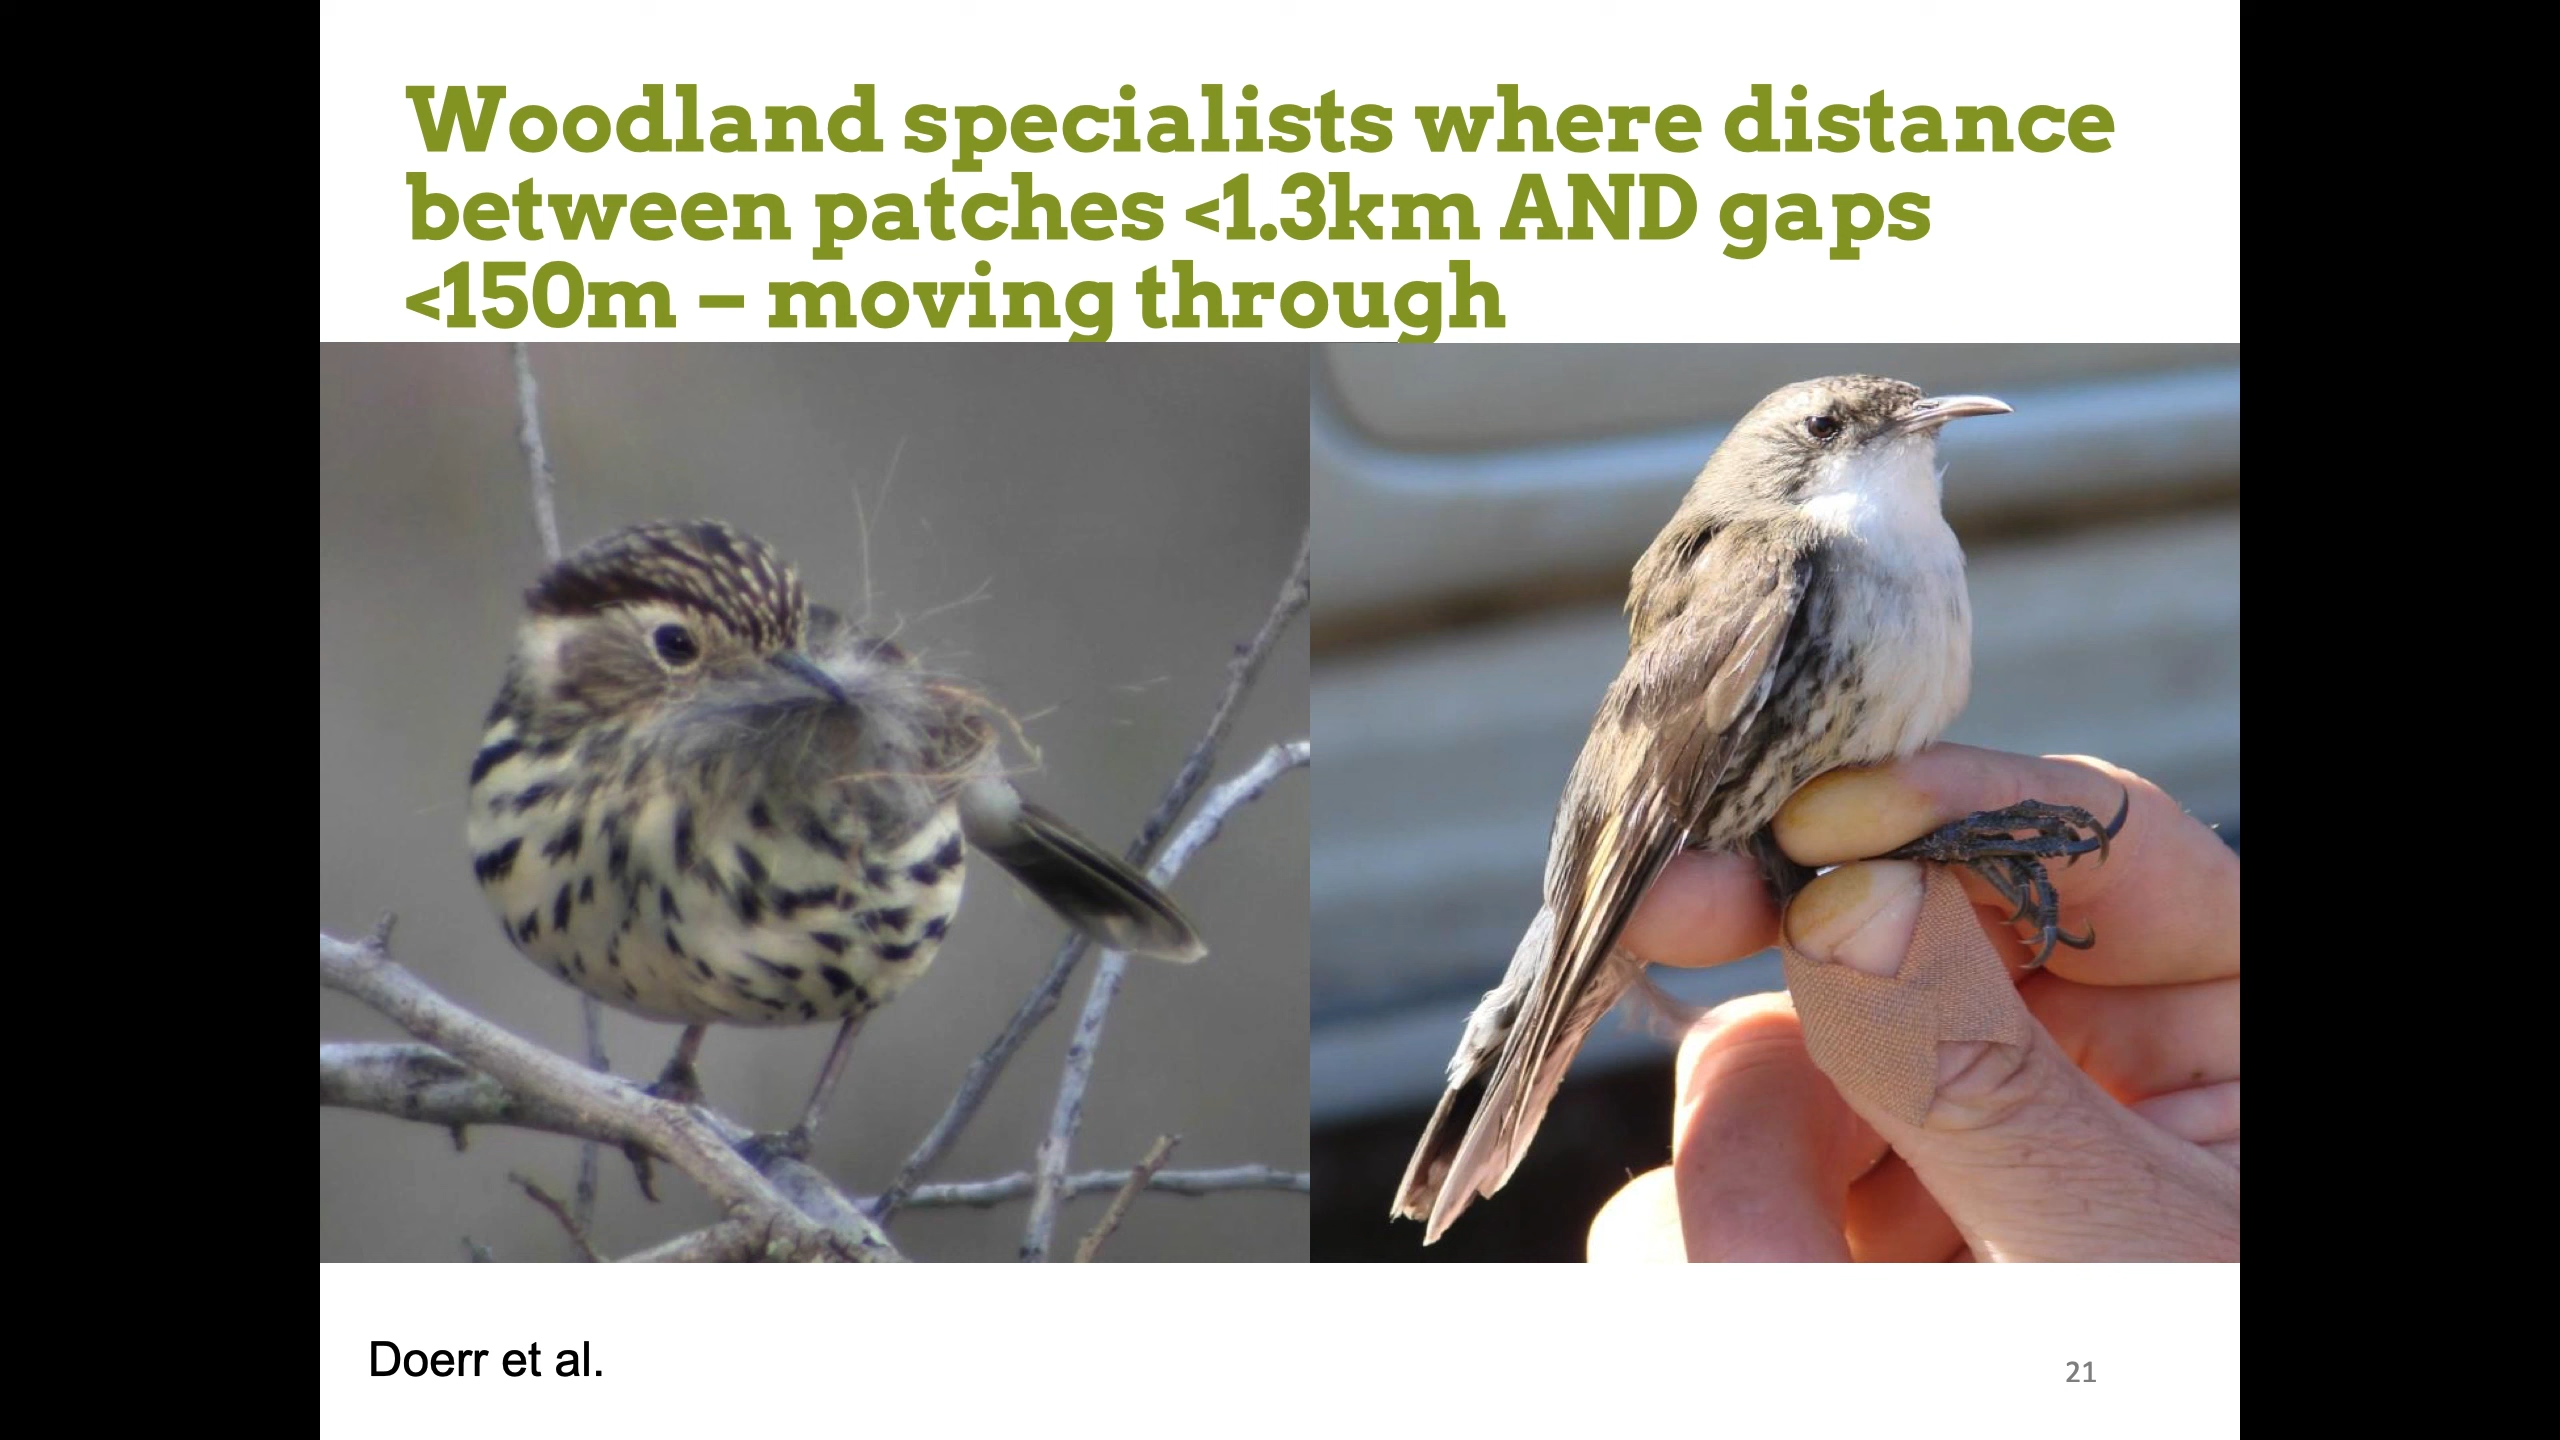 Woodland specialists where distance
between patches <1.3km AND gaps
<150m – moving through
Doerr et al.
21